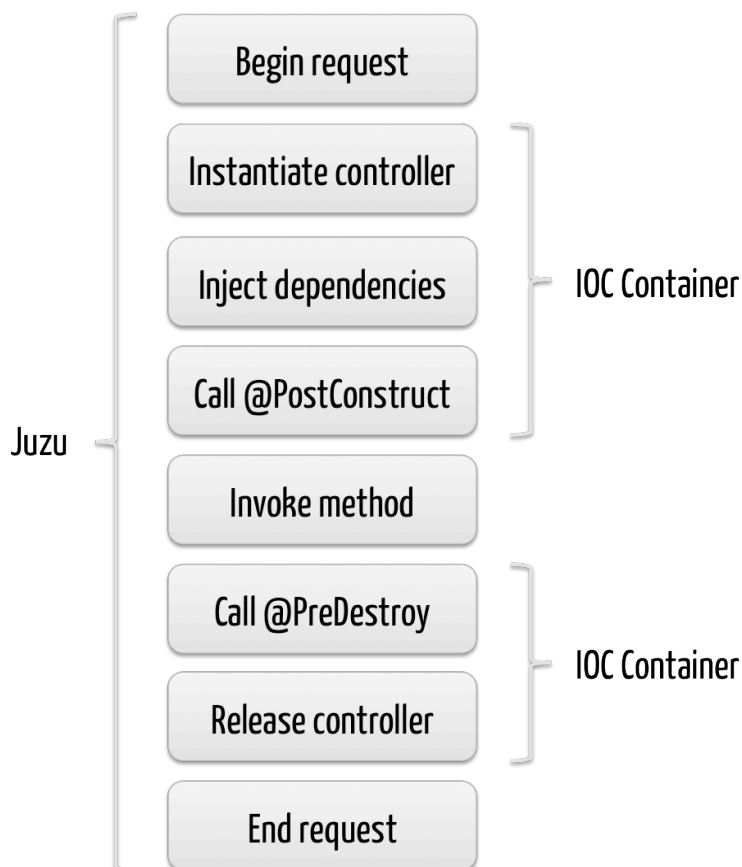 Begin request
Instantiate controller
Inject dependencies
IOC Container
Call @PostConstruct
Juzu
Invoke method
Call @PreDestroy
IOC Container
Release controller
End request